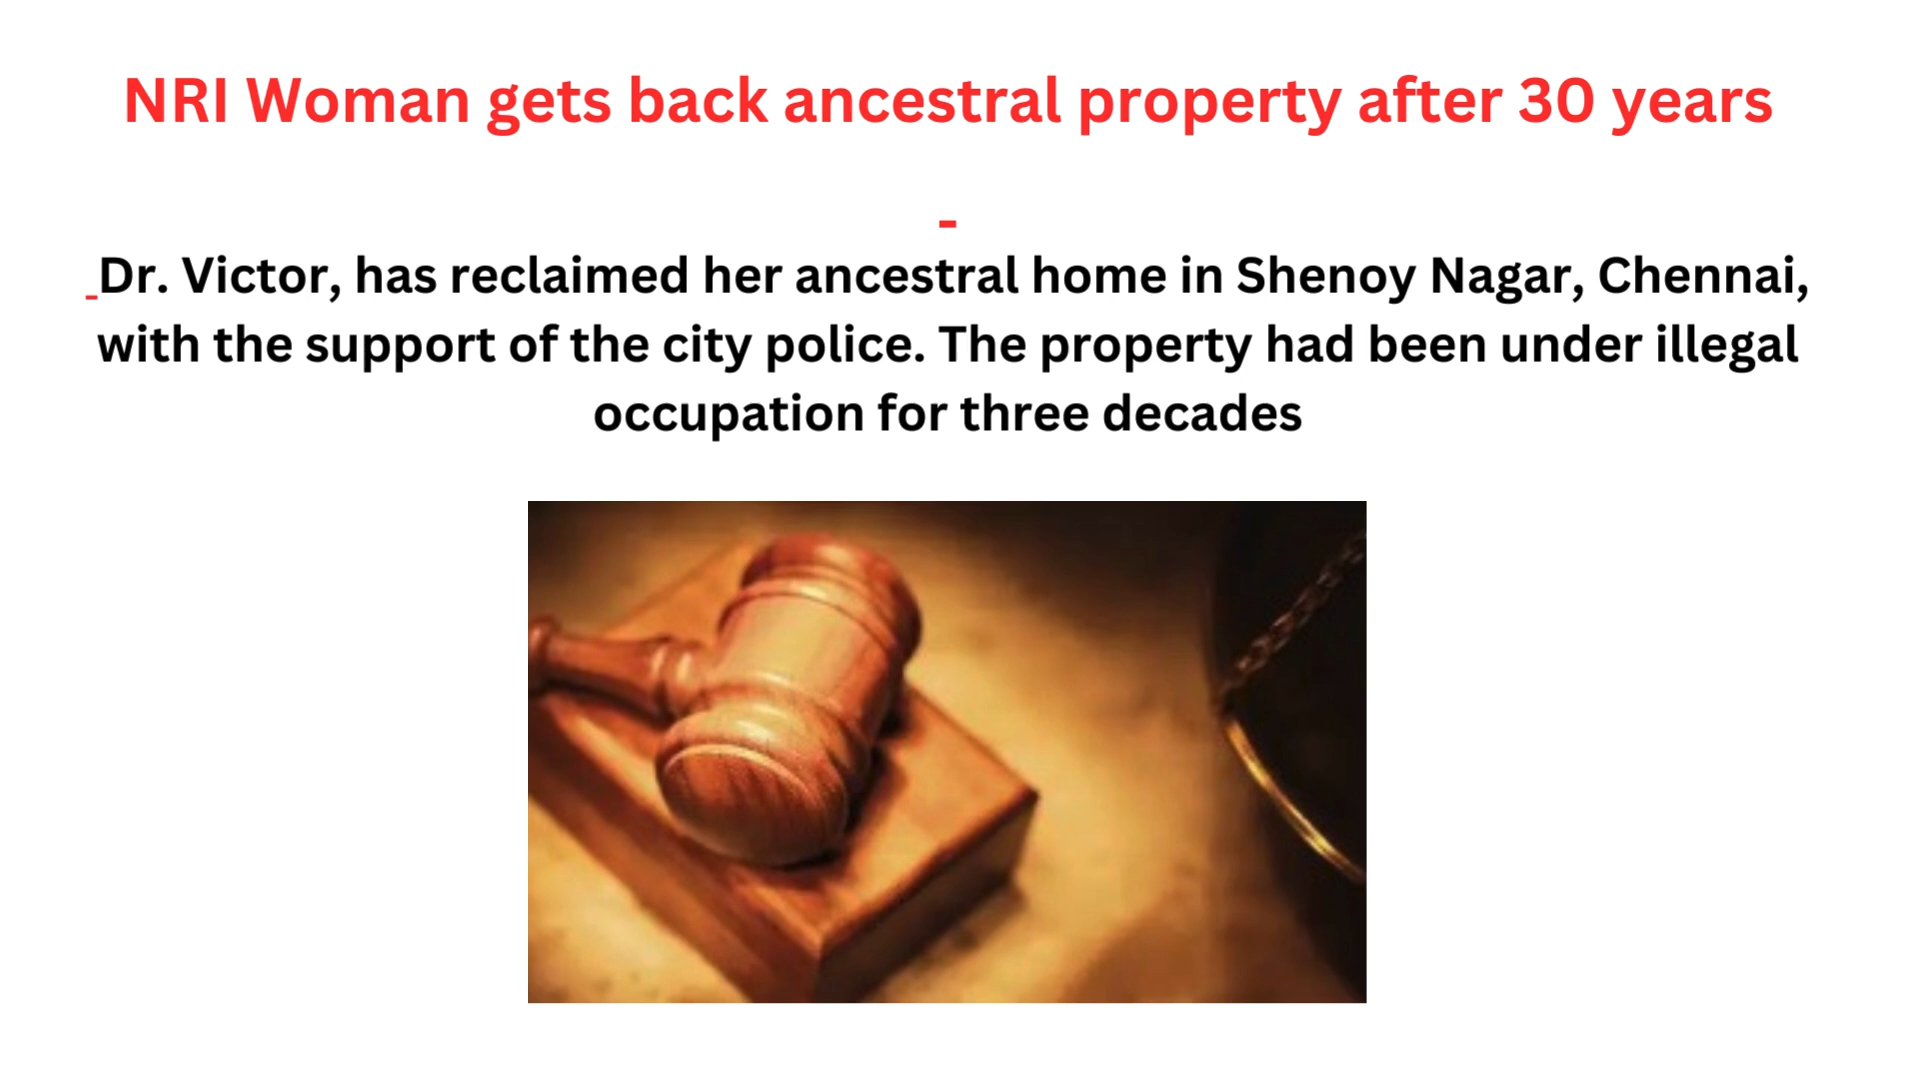 NRI Woman gets back ancestral property after 30 years
-
_Dr. Victor, has reclaimed her ancestral home in Shenoy Nagar, Chennai,
with the support of the city police. The property had been under illegal
occupation for three decades